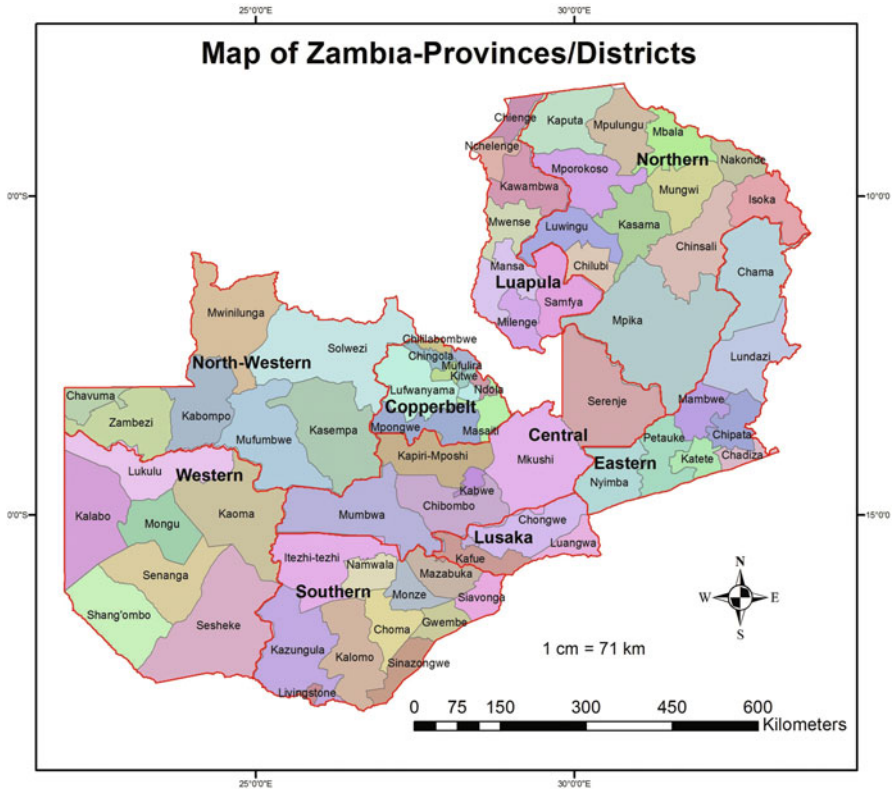 25°0'0"E 30°0'0"E
Map of Zambıa-Provinces/Districts
Chienge
Kaputa
Mpulungu
Mbala
Nchelenge
Northern
Nakonde
Mporokoso
0°0'S
10°0'0
Kawambwa
Mungwi
Isoka
Mwense
Luwingu
Kasama
Chinsali
Mansa
Chilubi
Chama
Luapula
Samfya
Mwinilunga
Milenge
Mpika
Solwezi
Chililabombwe
North-Western
Chingola
Mufulira
Kitwe
Lundazi
Chavuma
Lufwanyama
Ndola
Serenje
Mambwe
Zambezi
Kabompo
Copperbelt
Mufumbwe
Kasempa
Mpongwe
Masaiti
Central
Petauke
Chipata
Kapiri-Mposhi
Mkushi
Eastern
Katete
Chadiza
Lukulu
Western
Nyimba
Kabwe
Kalabo
Kaoma
Chibombo
0°0'S
15°0'0
Mongu
Mumbwa
Chongwe
Lusaka
Luangwa
Itezhi-tezhi
Kafue
Namwala
Senanga
Mazabuka
Southern
Monze
Siavonga
Shang'ombo
Sesheke
Gwembe
Choma
Kazungula
Kalomo
Sinazongwe
Livingstone
N
W E
S
1 cm = 71 km
0 75 150 300 450 600
Kilometers
25°0'0"E 30°0'0"E